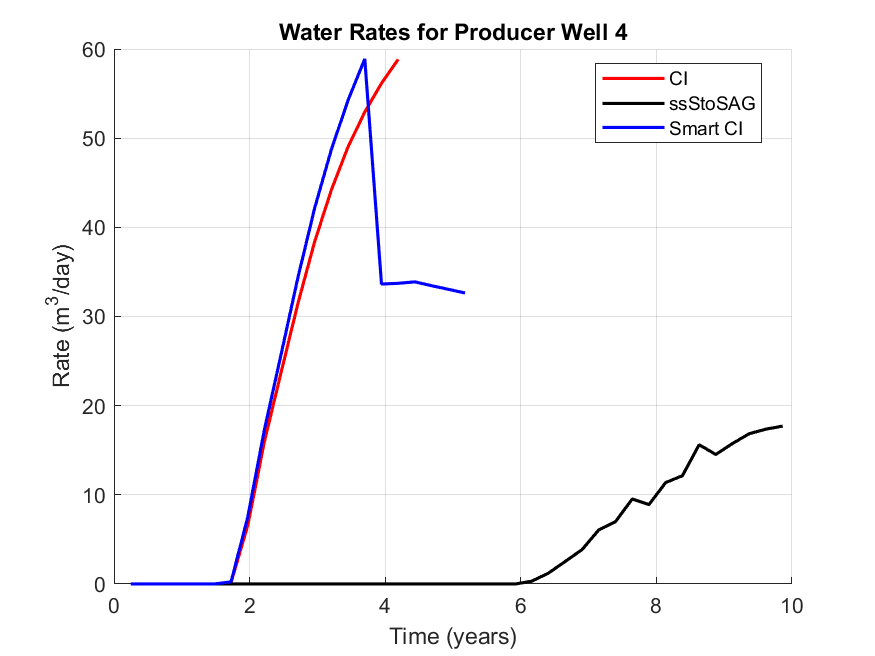 Water Rates for Producer Well 4
60
50
40
30
20
10
0
Rate (m³/day)
CI
ssStoSAG
Smart CI
0 2 4 6 8 10
Time (years)